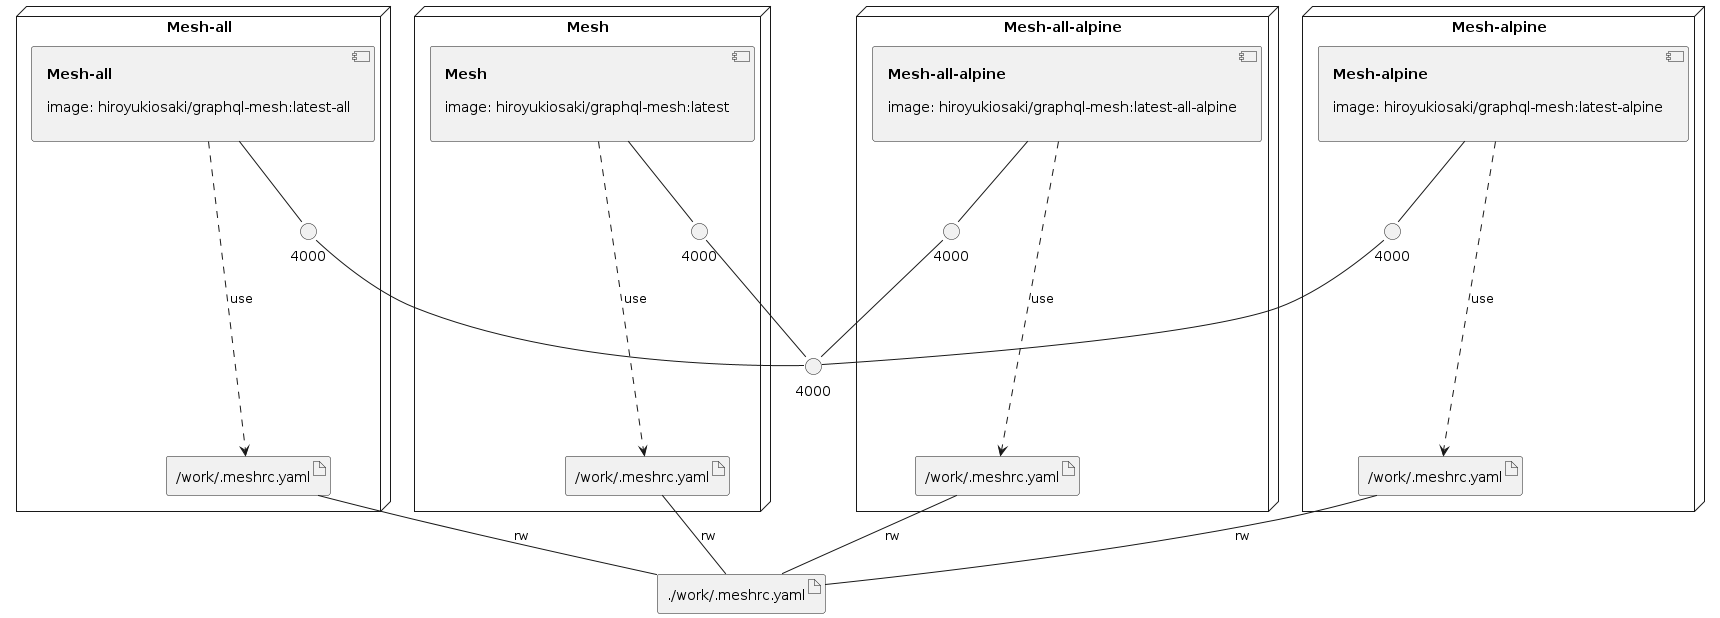 Mesh-all
Mesh
Mesh-all-alpine
Mesh-alpine
Mesh-all
image: hiroyukiosaki/graphql-mesh:latest-all
Mesh
image: hiroyukiosaki/graphql-mesh:latest
Mesh-all-alpine
image: hiroyukiosaki/graphql-mesh:latest-all-alpine
Mesh-alpine
image: hiroyukiosaki/graphql-mesh:latest-alpine
4000
4000
4000
4000
use
use
use
use
4000
/work/.meshrc.yaml
/work/.meshrc.yaml
/work/.meshrc.yaml
/work/.meshrc.yaml
rw
rw
rw
rw
./work/.meshrc.yaml